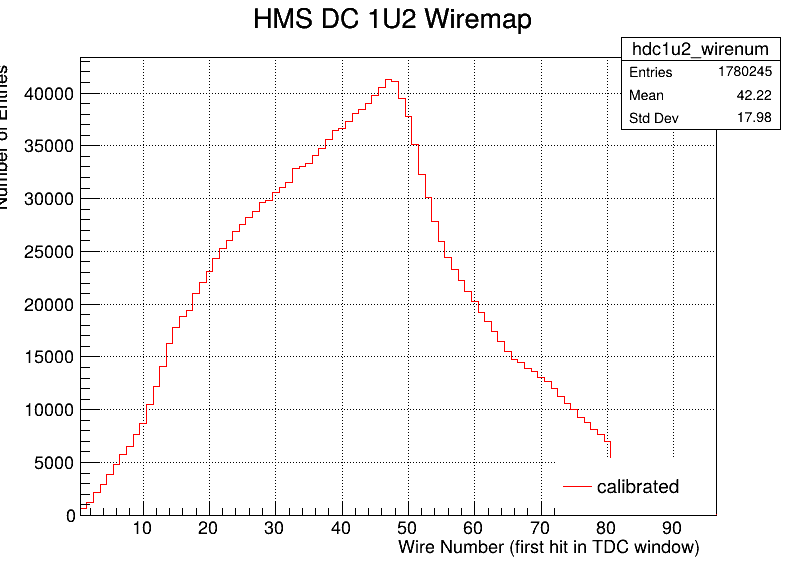 HMS DC 1U2 Wiremap
hdc1u2_wirenum
Entries 1780245
Mean 42.22
Std Dev 17.98
Number of Entries
40000
35000
30000
25000
20000
15000
10000
5000
0
calibrated
10 20 30 40 50 60 70 80 90
Wire Number (first hit in TDC window)